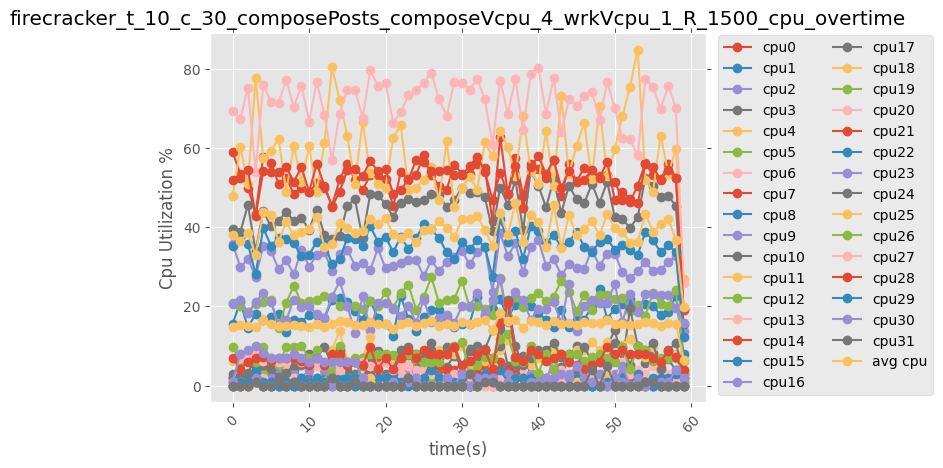 firecracker_t_10_c_30_composePosts_composeVcpu_4_wrkVcpu_1_R_1500_cpu_overtime
Cpu Utilization %
80
60
40
20
0
0
10
20
30
40
50
60
time(s)
cpu0
cpu1
cpu2
cpu3
cpu4
cpu5
cpu6
cpu7
cpu8
cpu9
cpu10
cpu11
cpu12
cpu13
cpu14
cpu15
cpu16
cpu17
cpu18
cpu19
cpu20
cpu21
cpu22
cpu23
cpu24
cpu25
cpu26
cpu27
cpu28
cpu29
cpu30
cpu31
avg cpu